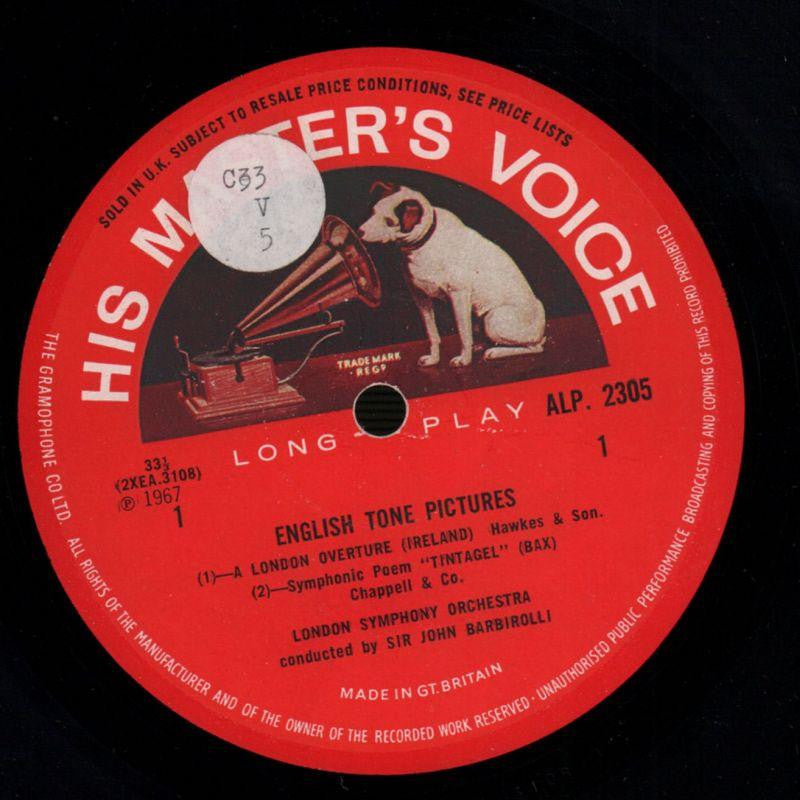 SOLD IN U.K. SUBJECT TO RESALE PRICE CONDITIONS, SEE PRICE LISTS
HIS MASTER'S VOICE
C33
V
5
TRADE MARK
REGD
LONG PLAY
ALP. 2305
1
33⅓
(2XEA.3108)
℗ 1967
1
ENGLISH TONE PICTURES
(1)—A LONDON OVERTURE (IRELAND) Hawkes & Son.
(2)—Symphonic Poem "TINTAGEL" (BAX)
Chappell & Co.
LONDON SYMPHONY ORCHESTRA
conducted by SIR JOHN BARBIROLLI
MADE IN GT. BRITAIN
THE GRAMOPHONE CO LTD. ALL RIGHTS OF THE MANUFACTURER AND OF THE OWNER OF THE RECORDED WORK RESERVED · UNAUTHORISED PUBLIC PERFORMANCE BROADCASTING AND COPYING OF THIS RECORD PROHIBITED